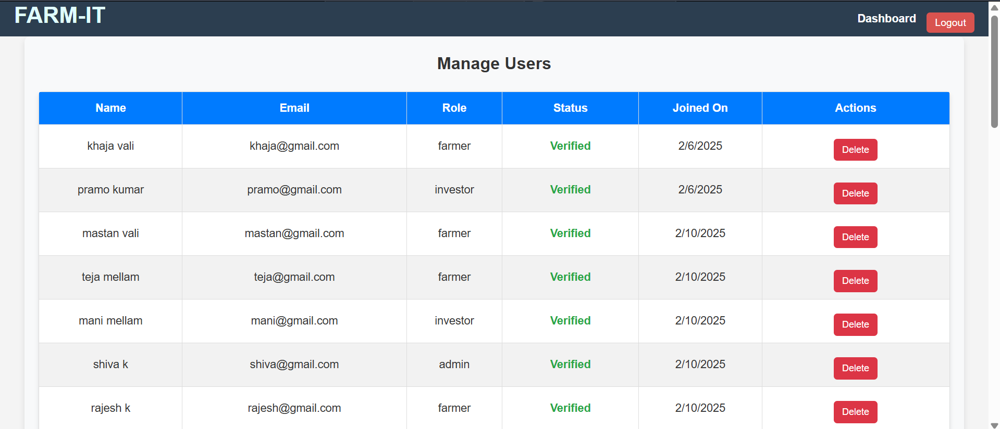 FARM-IT
Dashboard Logout
Manage Users
Name Email Role Status Joined On Actions
khaja vali khaja@gmail.com farmer Verified 2/6/2025 Delete
pramo kumar pramo@gmail.com investor Verified 2/6/2025 Delete
mastan vali mastan@gmail.com farmer Verified 2/10/2025 Delete
teja mellam teja@gmail.com farmer Verified 2/10/2025 Delete
mani mellam mani@gmail.com investor Verified 2/10/2025 Delete
shiva k shiva@gmail.com admin Verified 2/10/2025 Delete
rajesh k rajesh@gmail.com farmer Verified 2/10/2025 Delete